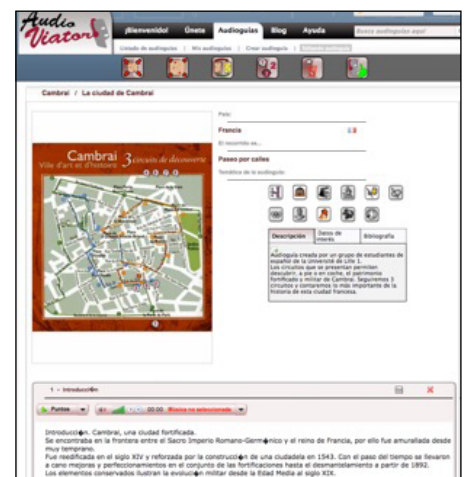 Audio
Viator
¡Bienvenido! Únete Audioguías Blog Ayuda
Busca audioguías aquí
Listado de audioguías | Mis audioguías | Crear audioguía |
Cambrai / La ciudad de Cambrai
País:
Francia
El recorrido es...
Paseo por calles
Temática de la audioguía:
Cambrai
Ville d'art et d'histoire
3 circuits de découverte
Descripción
Datos de interés
Bibliografía
Audioguía creada por un grupo de estudiantes de
español de la Université de Lille 3.
Los circuitos que se presentan permiten
descubrir, a pie o en coche, el patrimonio
fortificado y militar de Cambrai. Seguiremos 3
circuitos y contaremos lo más importante de la
historia de esta ciudad francesa.
1 - Introducci�n
Puntos
00:00 Música no seleccionada
Introducci�n. Cambrai, una ciudad fortificada.
Se encontraba en la frontera entre el Sacro Imperio Romano-Germ�nico y el reino de Francia, por ello fue amurallada desde
muy temprano.
Fue reedificada en el siglo XIV y reforzada por la construcci�n de una ciudadela en 1543. Con el paso del tiempo se llevaron
a cano mejoras y perfeccionamientos en el conjunto de las fortificaciones hasta el desmantelamiento a partir de 1892.
Los elementos conservados ilustran la evoluci�n militar desde la Edad Media al siglo XIX.